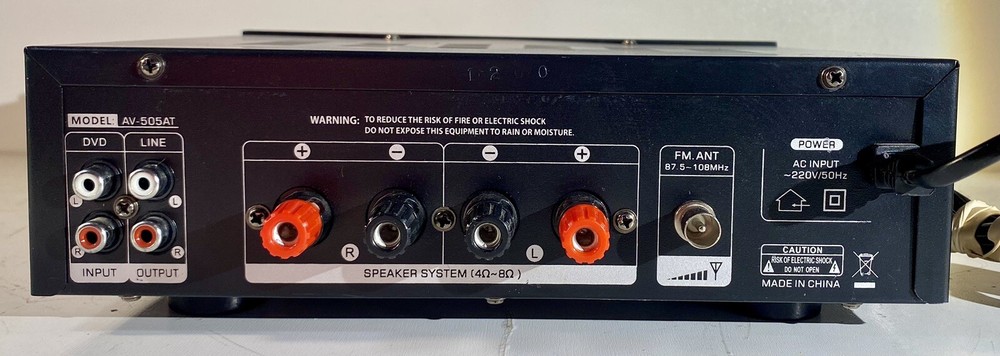 1 2 0 0
MODEL: AV-505AT
DVD LINE
L L
R R
INPUT OUTPUT
WARNING: TO REDUCE THE RISK OF FIRE OR ELECTRIC SHOCK
DO NOT EXPOSE THIS EQUIPMENT TO RAIN OR MOISTURE.
+ − − +
R L
SPEAKER SYSTEM (4Ω~8Ω)
FM. ANT
87.5~108MHz
POWER
AC INPUT
~220V/50Hz
CAUTION
RISK OF ELECTRIC SHOCK
DO NOT OPEN
MADE IN CHINA